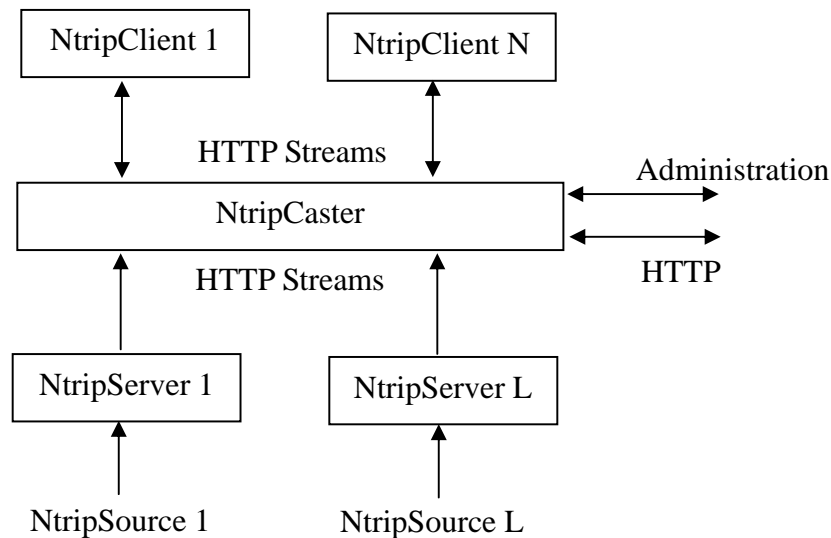 NtripClient 1
NtripClient N
HTTP Streams
Administration
NtripCaster
HTTP Streams
HTTP
NtripServer 1
NtripServer L
NtripSource 1
NtripSource L